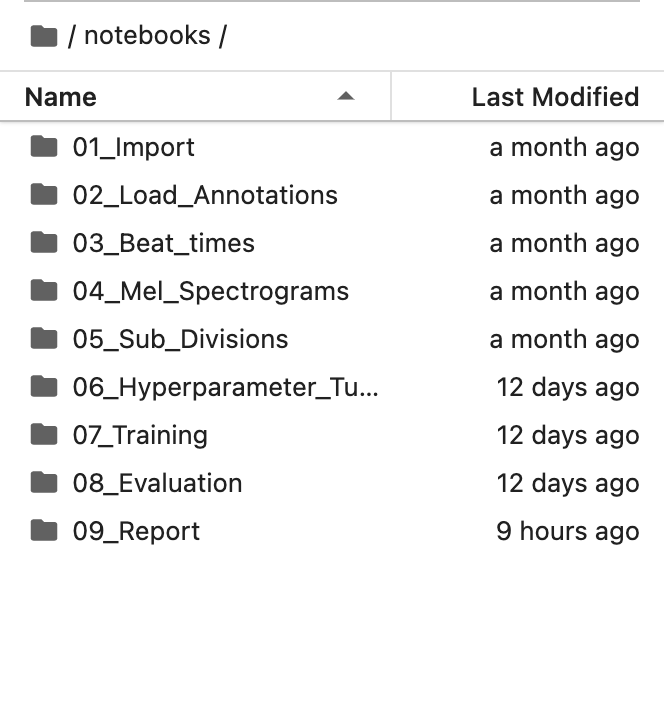 / notebooks /
Name Last Modified
01_Import a month ago
02_Load_Annotations a month ago
03_Beat_times a month ago
04_Mel_Spectrograms a month ago
05_Sub_Divisions a month ago
06_Hyperparameter_Tu... 12 days ago
07_Training 12 days ago
08_Evaluation 12 days ago
09_Report 9 hours ago